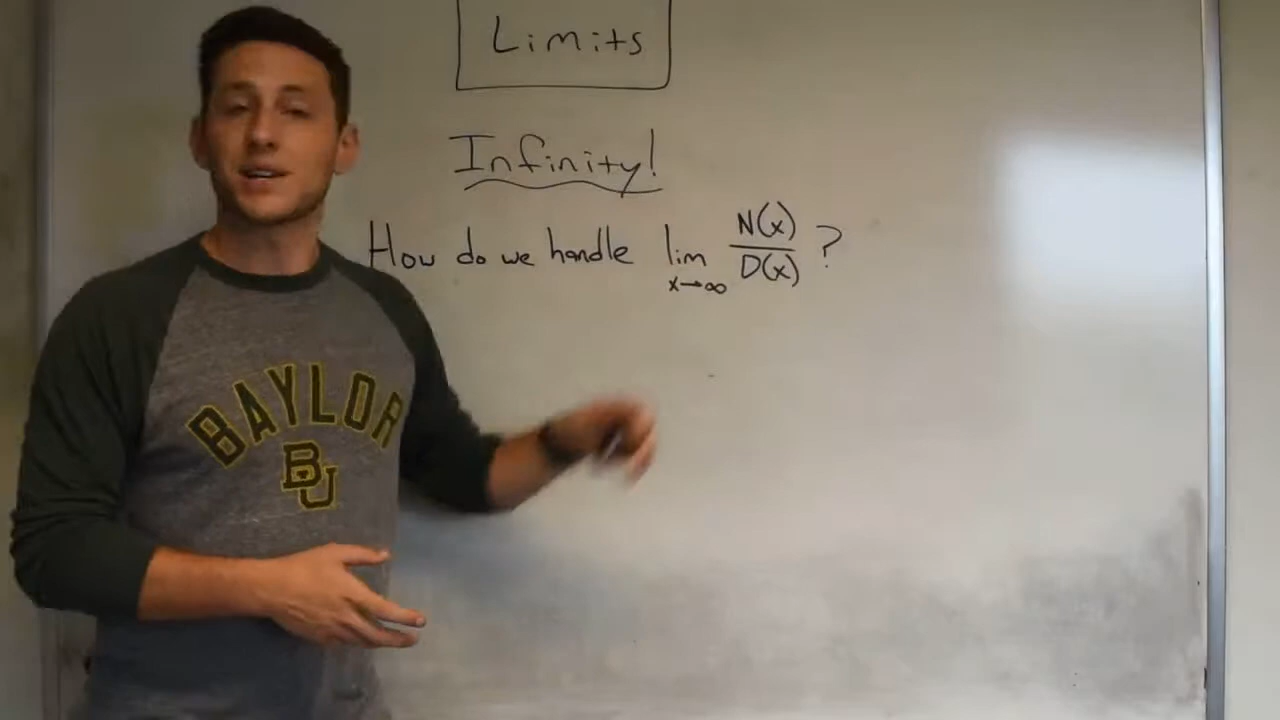 Limits
Infinity!
How do we handle lim x→∞ N(x)/D(x) ?
BAYLOR
BU